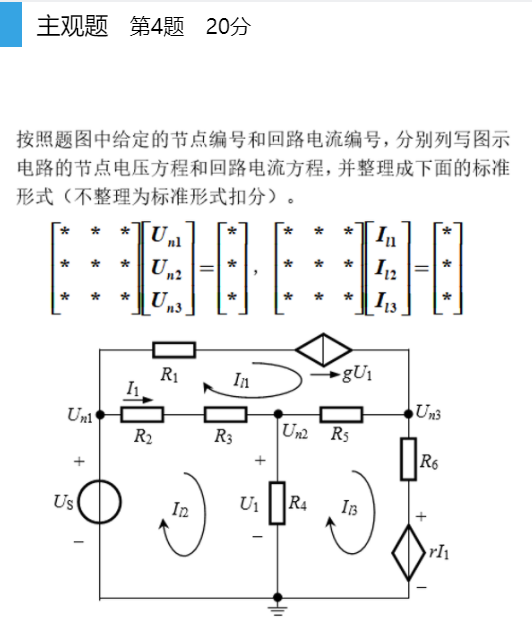 主观题 第4题 20分
按照题图中给定的节点编号和回路电流编号，分别列写图示
电路的节点电压方程和回路电流方程，并整理成下面的标准
形式（不整理为标准形式扣分）。
[* * *] [Un1] = [*], [* * *] [Il1] = [*]
[* * *] [Un2] = [*], [* * *] [Il2] = [*]
[* * *] [Un3] = [*], [* * *] [Il3] = [*]
R1 Il1 gU1
I1
Un1 R2 R3 Un2 R5 Un3
+ + R6
US Il2 U1 R4 Il3 +
− − rI1
−